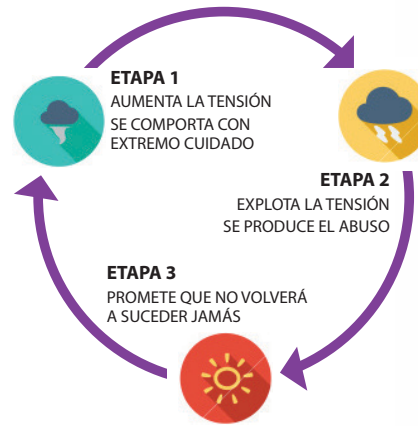 ETAPA 1
AUMENTA LA TENSIÓN
SE COMPORTA CON
EXTREMO CUIDADO
ETAPA 2
EXPLOTA LA TENSIÓN
SE PRODUCE EL ABUSO
ETAPA 3
PROMETE QUE NO VOLVERÁ
A SUCEDER JAMÁS